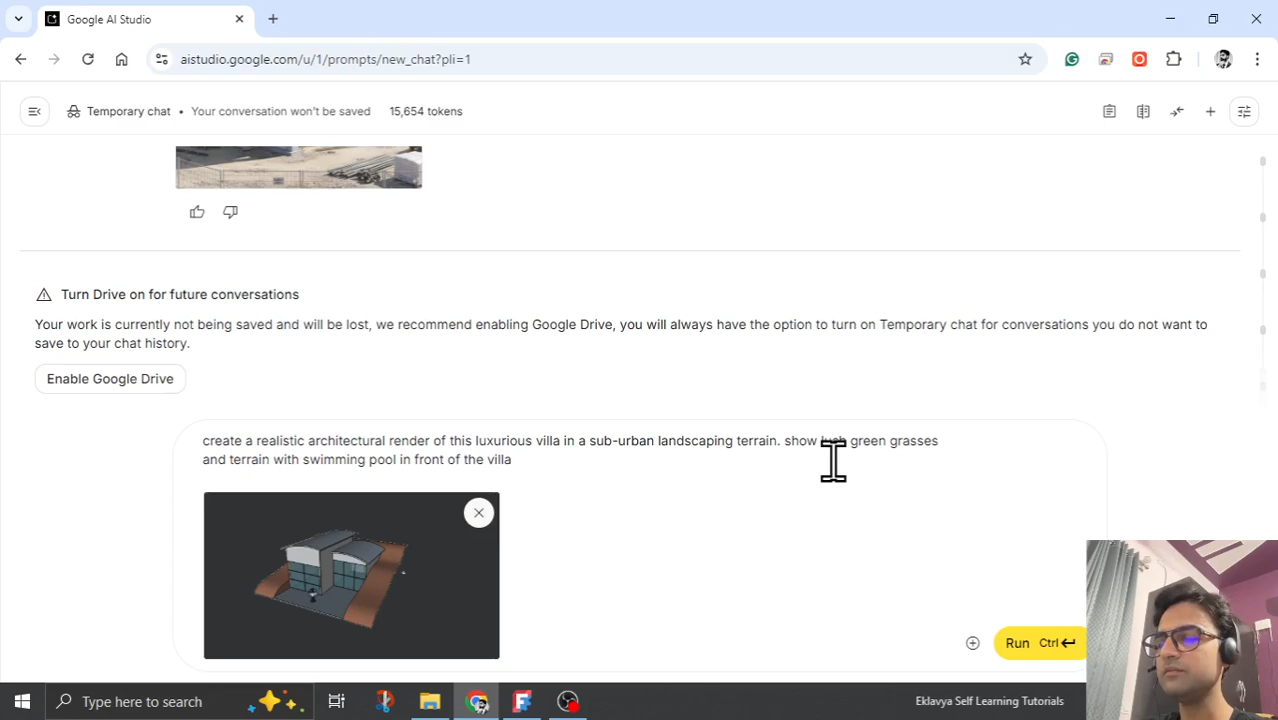 Google AI Studio
aistudio.google.com/u/1/prompts/new_chat?pli=1
Temporary chat • Your conversation won't be saved 15,654 tokens
Turn Drive on for future conversations
Your work is currently not being saved and will be lost, we recommend enabling Google Drive, you will always have the option to turn on Temporary chat for conversations you do not want to
save to your chat history.
Enable Google Drive
create a realistic architectural render of this luxurious villa in a sub-urban landscaping terrain. show lush green grasses
and terrain with swimming pool in front of the villa
Run Ctrl
Type here to search
Eklavya Self Learning Tutorials